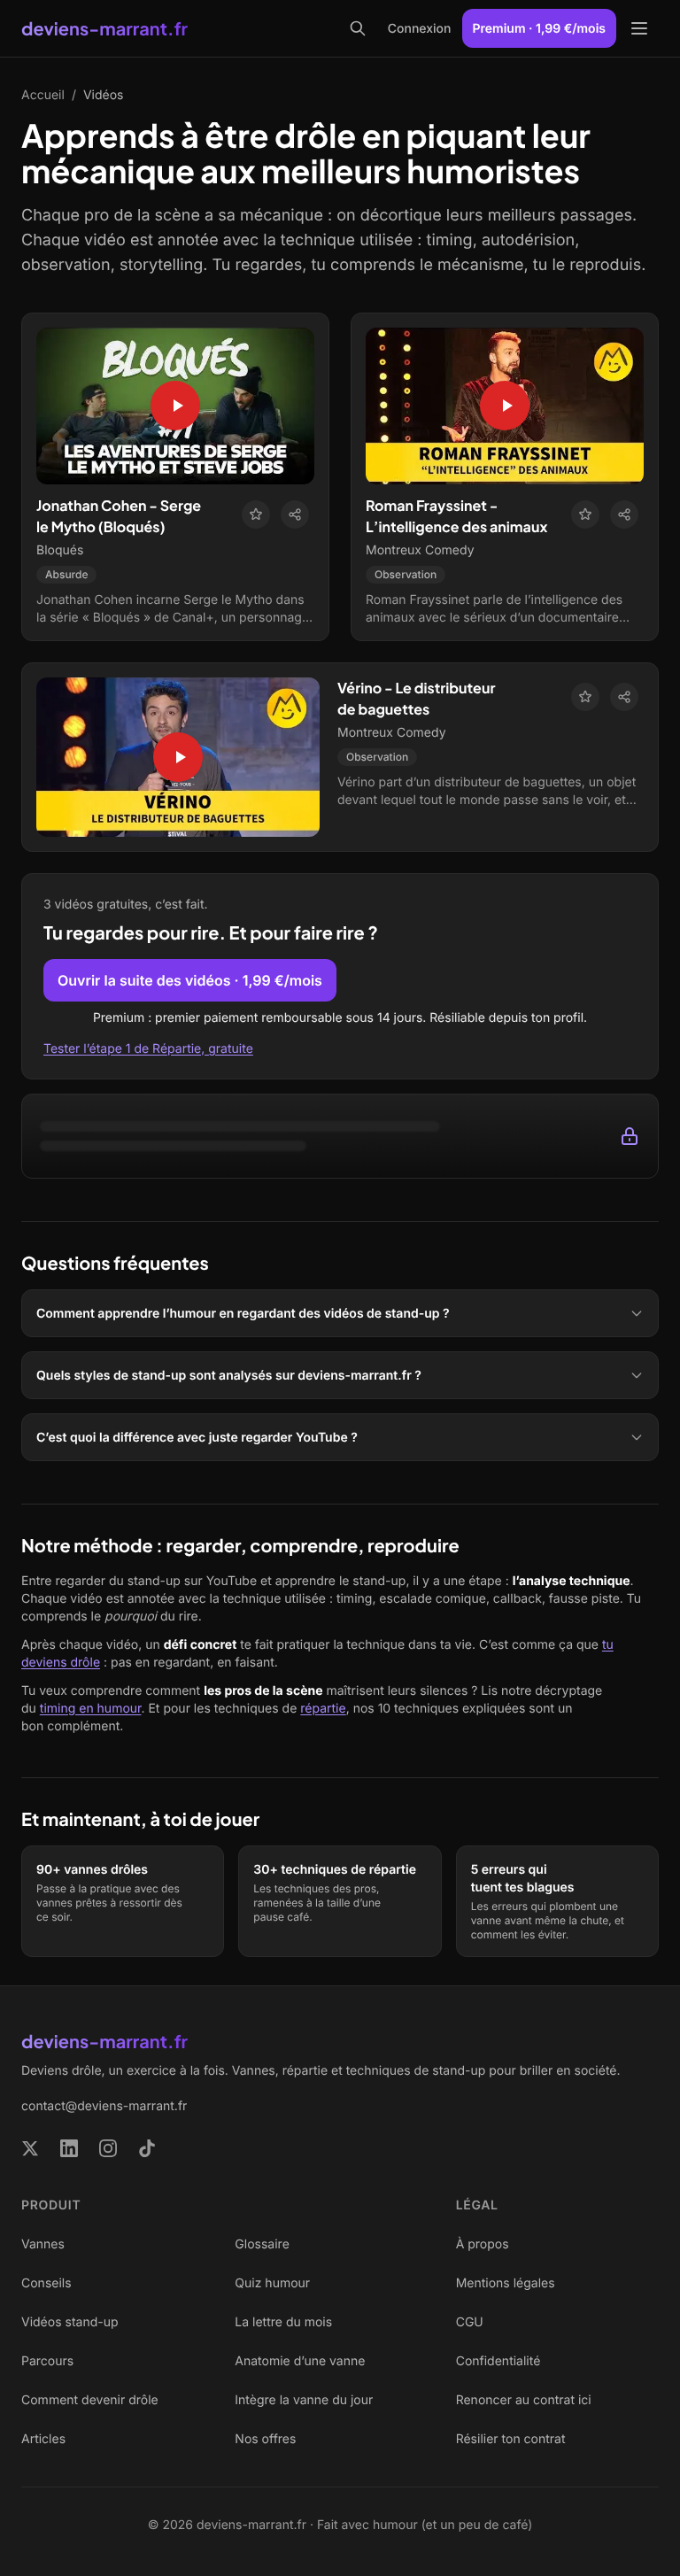 deviens-marrant.fr
Connexion
Premium · 1,99 €/mois
Accueil / Vidéos
Apprends à être drôle en piquant leur
mécanique aux meilleurs humoristes
Chaque pro de la scène a sa mécanique : on décortique leurs meilleurs passages.
Chaque vidéo est annotée avec la technique utilisée : timing, autodérision,
observation, storytelling. Tu regardes, tu comprends le mécanisme, tu le reproduis.
BLOQUÉS
#71
LES AVENTURES DE SERGE
LE MYTHO ET STEVE JOBS
Jonathan Cohen - Serge
le Mytho (Bloqués)
Bloqués
Absurde
Jonathan Cohen incarne Serge le Mytho dans
la série « Bloqués » de Canal+, un personnag...
ROMAN FRAYSSINET
“L’INTELLIGENCE” DES ANIMAUX
Roman Frayssinet -
L’intelligence des animaux
Montreux Comedy
Observation
Roman Frayssinet parle de l’intelligence des
animaux avec le sérieux d’un documentaire...
VÉRINO
LE DISTRIBUTEUR DE BAGUETTES
Vérino - Le distributeur
de baguettes
Montreux Comedy
Observation
Vérino part d’un distributeur de baguettes, un objet
devant lequel tout le monde passe sans le voir, et...
3 vidéos gratuites, c’est fait.
Tu regardes pour rire. Et pour faire rire ?
Ouvrir la suite des vidéos · 1,99 €/mois
Premium : premier paiement remboursable sous 14 jours. Résiliable depuis ton profil.
Tester l’étape 1 de Répartie, gratuite
Questions fréquentes
Comment apprendre l’humour en regardant des vidéos de stand-up ?
Quels styles de stand-up sont analysés sur deviens-marrant.fr ?
C’est quoi la différence avec juste regarder YouTube ?
Notre méthode : regarder, comprendre, reproduire
Entre regarder du stand-up sur YouTube et apprendre le stand-up, il y a une étape : l’analyse technique.
Chaque vidéo est annotée avec la technique utilisée : timing, escalade comique, callback, fausse piste. Tu
comprends le pourquoi du rire.
Après chaque vidéo, un défi concret te fait pratiquer la technique dans ta vie. C’est comme ça que tu
deviens drôle : pas en regardant, en faisant.
Tu veux comprendre comment les pros de la scène maîtrisent leurs silences ? Lis notre décryptage
du timing en humour. Et pour les techniques de répartie, nos 10 techniques expliquées sont un
bon complément.
Et maintenant, à toi de jouer
90+ vannes drôles
Passe à la pratique avec des
vannes prêtes à ressortir dès
ce soir.
30+ techniques de répartie
Les techniques des pros,
ramenées à la taille d’une
pause café.
5 erreurs qui
tuent tes blagues
Les erreurs qui plombent une
vanne avant même la chute, et
comment les éviter.
deviens-marrant.fr
Deviens drôle, un exercice à la fois. Vannes, répartie et techniques de stand-up pour briller en société.
contact@deviens-marrant.fr
PRODUIT
Vannes
Conseils
Vidéos stand-up
Parcours
Comment devenir drôle
Articles
Glossaire
Quiz humour
La lettre du mois
Anatomie d’une vanne
Intègre la vanne du jour
Nos offres
LÉGAL
À propos
Mentions légales
CGU
Confidentialité
Renoncer au contrat ici
Résilier ton contrat
© 2026 deviens-marrant.fr · Fait avec humour (et un peu de café)